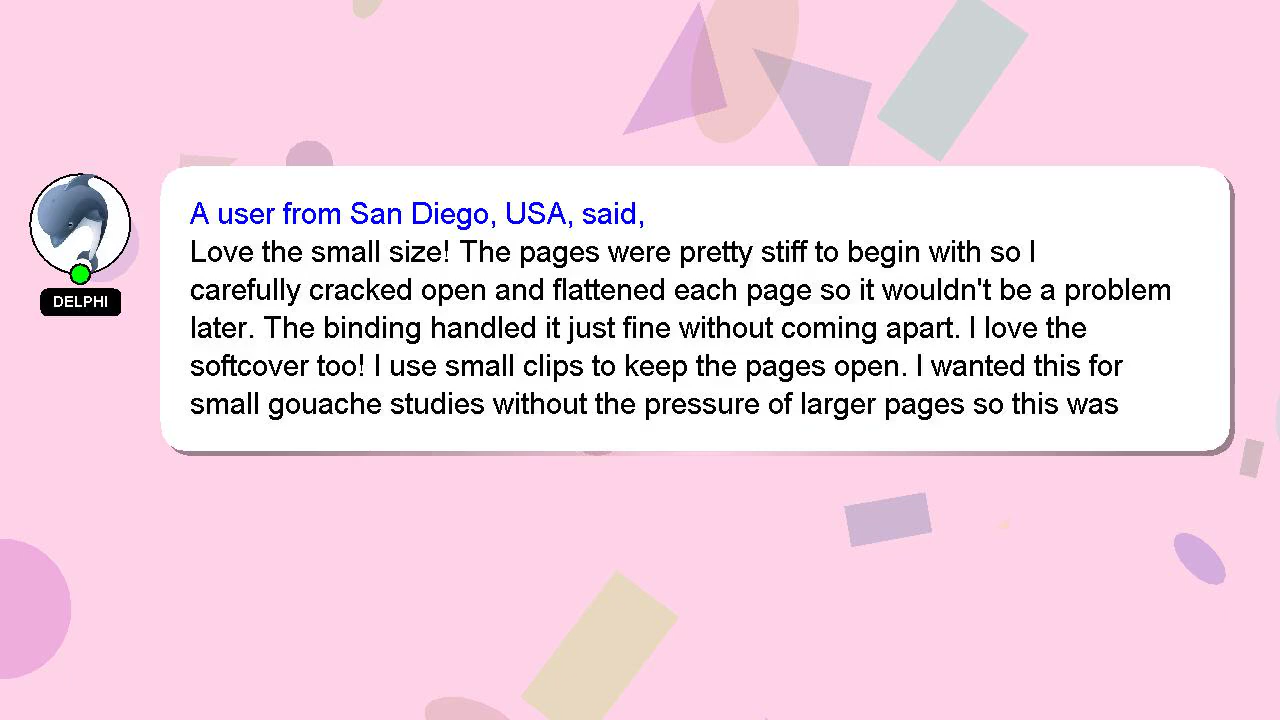 A user from San Diego, USA, said,
Love the small size! The pages were pretty stiff to begin with so I
carefully cracked open and flattened each page so it wouldn't be a problem
later. The binding handled it just fine without coming apart. I love the
softcover too! I use small clips to keep the pages open. I wanted this for
small gouache studies without the pressure of larger pages so this was
DELPHI